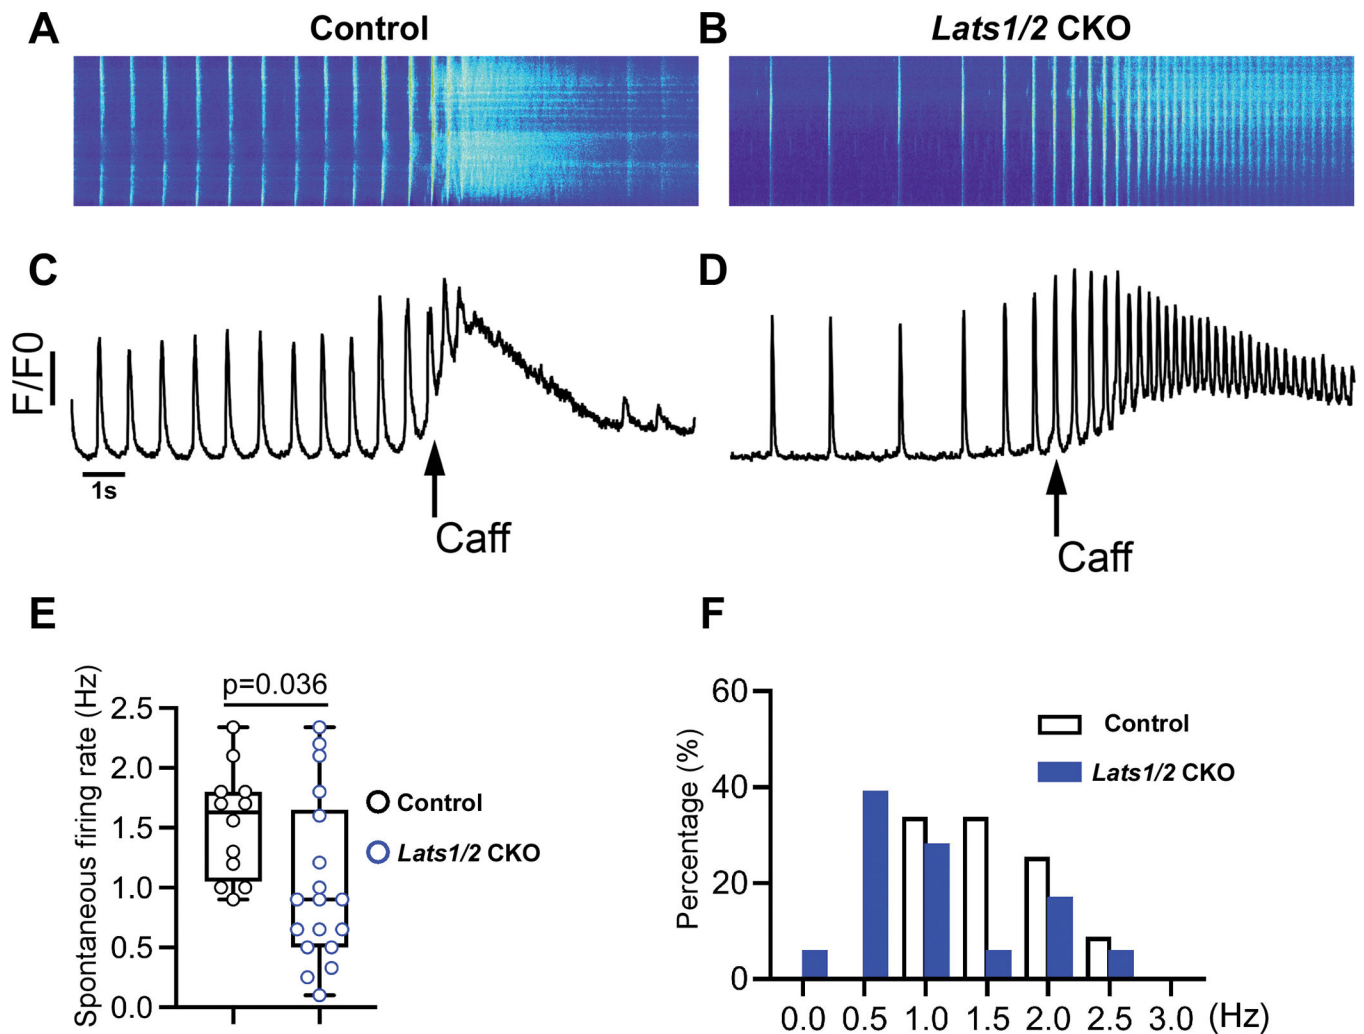 A
Control
B
Lats1/2 CKO
C
D
F/F0
1s
Caff
Caff
E
F
Spontaneous firing rate (Hz)
p=0.036
2.5
2.0
1.5
1.0
0.5
0.0
Control
Lats1/2 CKO
Percentage (%)
60
40
20
0
Control
Lats1/2 CKO
0.0 0.5 1.0 1.5 2.0 2.5 3.0 (Hz)